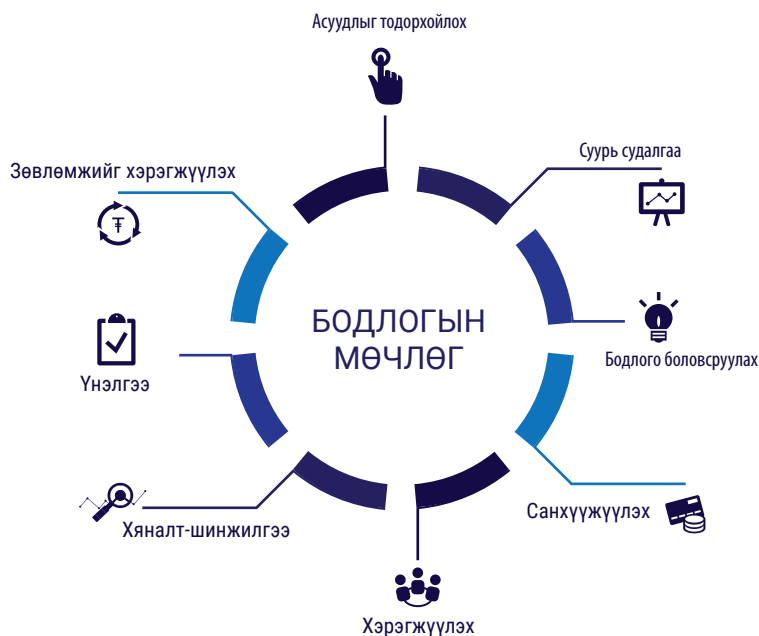 Асуудлыг тодорхойлох
Суурь судалгаа
Зөвлөмжийг хэрэгжүүлэх
₮
БОДЛОГЫН
МӨЧЛӨГ
Бодлого боловсруулах
Үнэлгээ
Санхүүжүүлэх
Хяналт-шинжилгээ
Хэрэгжүүлэх